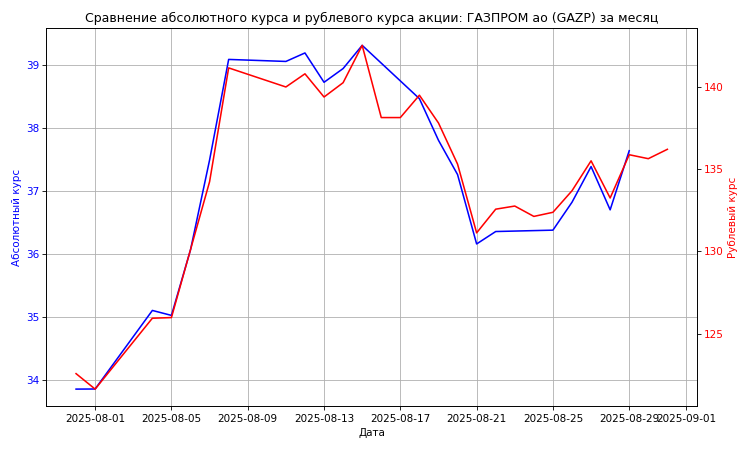 Сравнение абсолютного курса и рублевого курса акции: ГАЗПРОМ ао (GAZP) за месяц
39
38
37
36
35
34
Абсолютный курс
140
135
130
125
Рублевый курс
2025-08-01 2025-08-05 2025-08-09 2025-08-13 2025-08-17 2025-08-21 2025-08-25 2025-08-29 2025-09-01
Дата